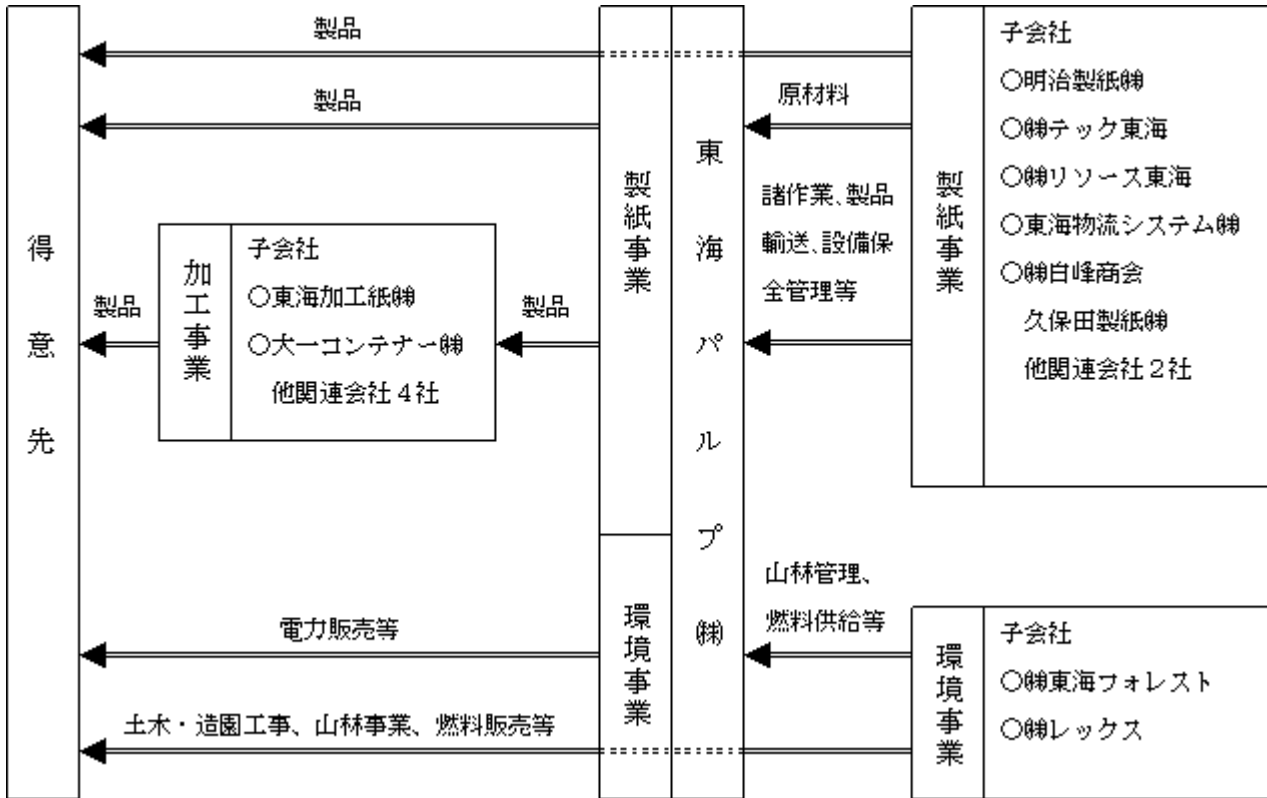 得意先
製品
製品
製品
加工事業
子会社
○東海加工紙㈱
○大一コンテナー㈱
他関連会社４社
製品
電力販売等
土木・造園工事、山林事業、燃料販売等
製紙事業
環境事業
東海パルプ㈱
原材料
諸作業、製品
輸送、設備保
全管理等
山林管理、
燃料供給等
製紙事業
子会社
○明治製紙㈱
○㈱テック東海
○㈱リソース東海
○東海物流システム㈱
○㈱白峰商会
久保田製紙㈱
他関連会社２社
環境事業
子会社
○㈱東海フォレスト
○㈱レックス